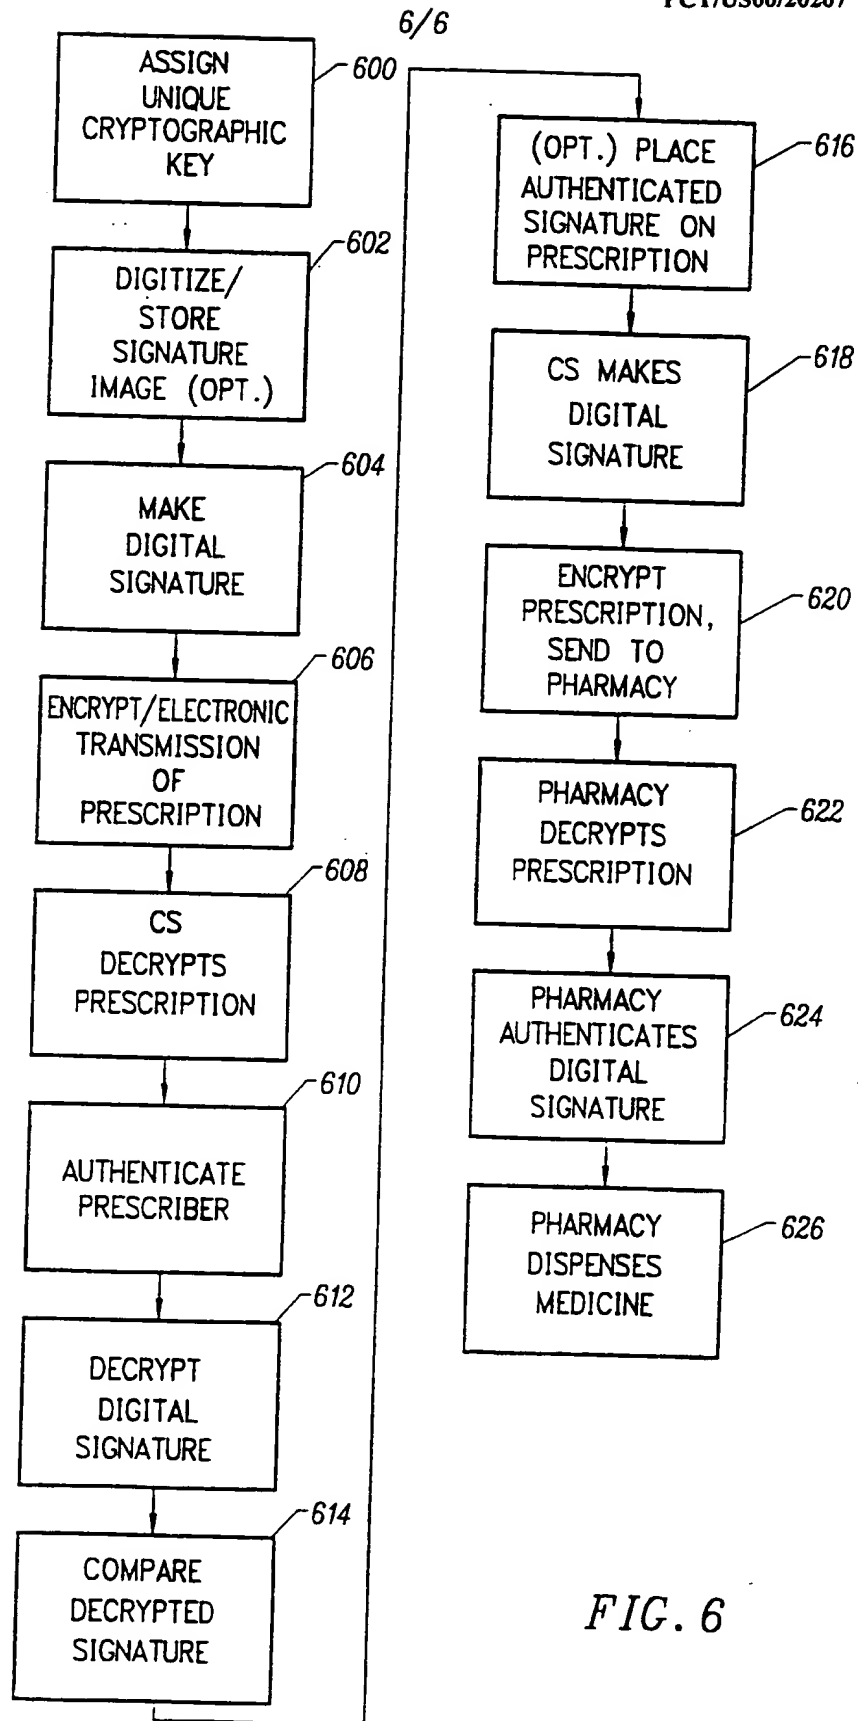 6/6
ASSIGN
UNIQUE
CRYPTOGRAPHIC
KEY
600
DIGITIZE/
STORE
SIGNATURE
IMAGE (OPT.)
602
MAKE
DIGITAL
SIGNATURE
604
ENCRYPT/ELECTRONIC
TRANSMISSION
OF
PRESCRIPTION
606
CS
DECRYPTS
PRESCRIPTION
608
AUTHENTICATE
PRESCRIBER
610
DECRYPT
DIGITAL
SIGNATURE
612
COMPARE
DECRYPTED
SIGNATURE
614
(OPT.) PLACE
AUTHENTICATED
SIGNATURE ON
PRESCRIPTION
616
CS MAKES
DIGITAL
SIGNATURE
618
ENCRYPT
PRESCRIPTION,
SEND TO
PHARMACY
620
PHARMACY
DECRYPTS
PRESCRIPTION
622
PHARMACY
AUTHENTICATES
DIGITAL
SIGNATURE
624
PHARMACY
DISPENSES
MEDICINE
626
FIG. 6